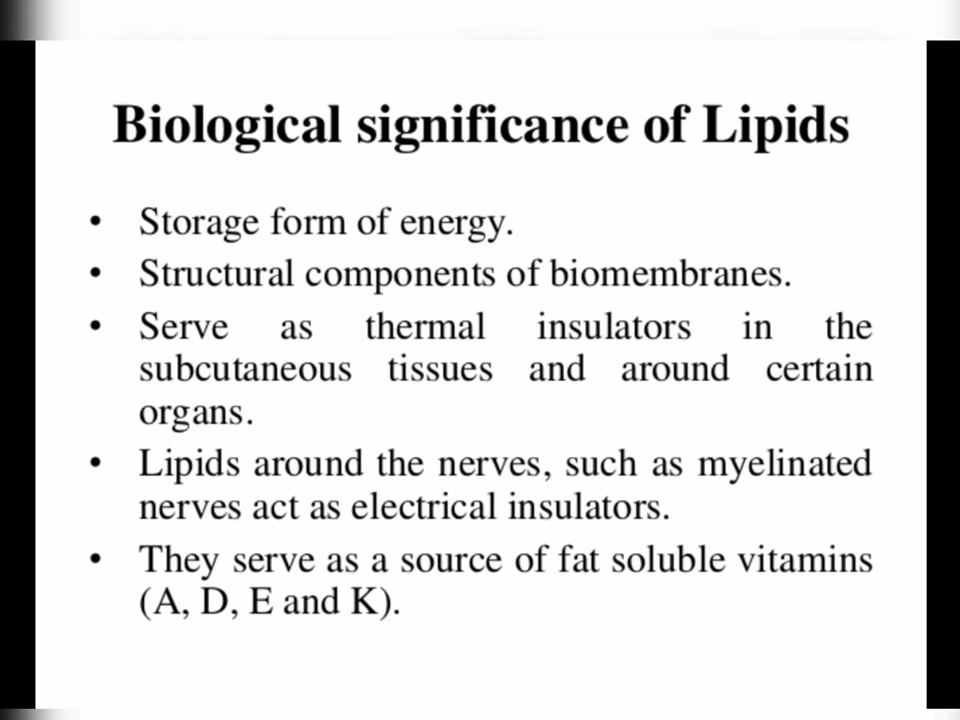 Biological significance of Lipids
• Storage form of energy.
• Structural components of biomembranes.
• Serve as thermal insulators in the
subcutaneous tissues and around certain
organs.
• Lipids around the nerves, such as myelinated
nerves act as electrical insulators.
• They serve as a source of fat soluble vitamins
(A, D, E and K).